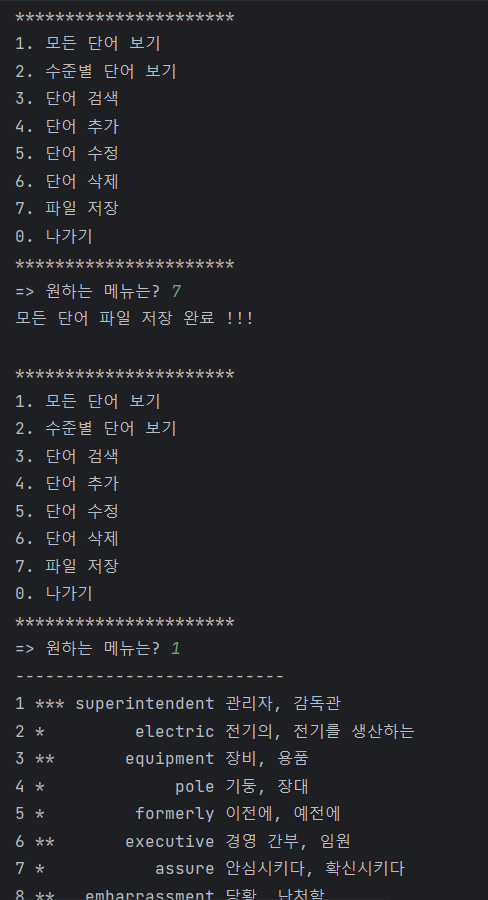 **********************
1. 모든 단어 보기
2. 수준별 단어 보기
3. 단어 검색
4. 단어 추가
5. 단어 수정
6. 단어 삭제
7. 파일 저장
0. 나가기
**********************
=> 원하는 메뉴는? 7
모든 단어 파일 저장 완료 !!!
**********************
1. 모든 단어 보기
2. 수준별 단어 보기
3. 단어 검색
4. 단어 추가
5. 단어 수정
6. 단어 삭제
7. 파일 저장
0. 나가기
**********************
=> 원하는 메뉴는? 1
---------------------------
1 *** superintendent 관리자, 감독관
2 *         electric 전기의, 전기를 생산하는
3 **       equipment 장비, 용품
4 *             pole 기둥, 장대
5 *         formerly 이전에, 예전에
6 **       executive 경영 간부, 임원
7 *           assure 안심시키다, 확신시키다
8 **   embarrassment 당황, 난처함